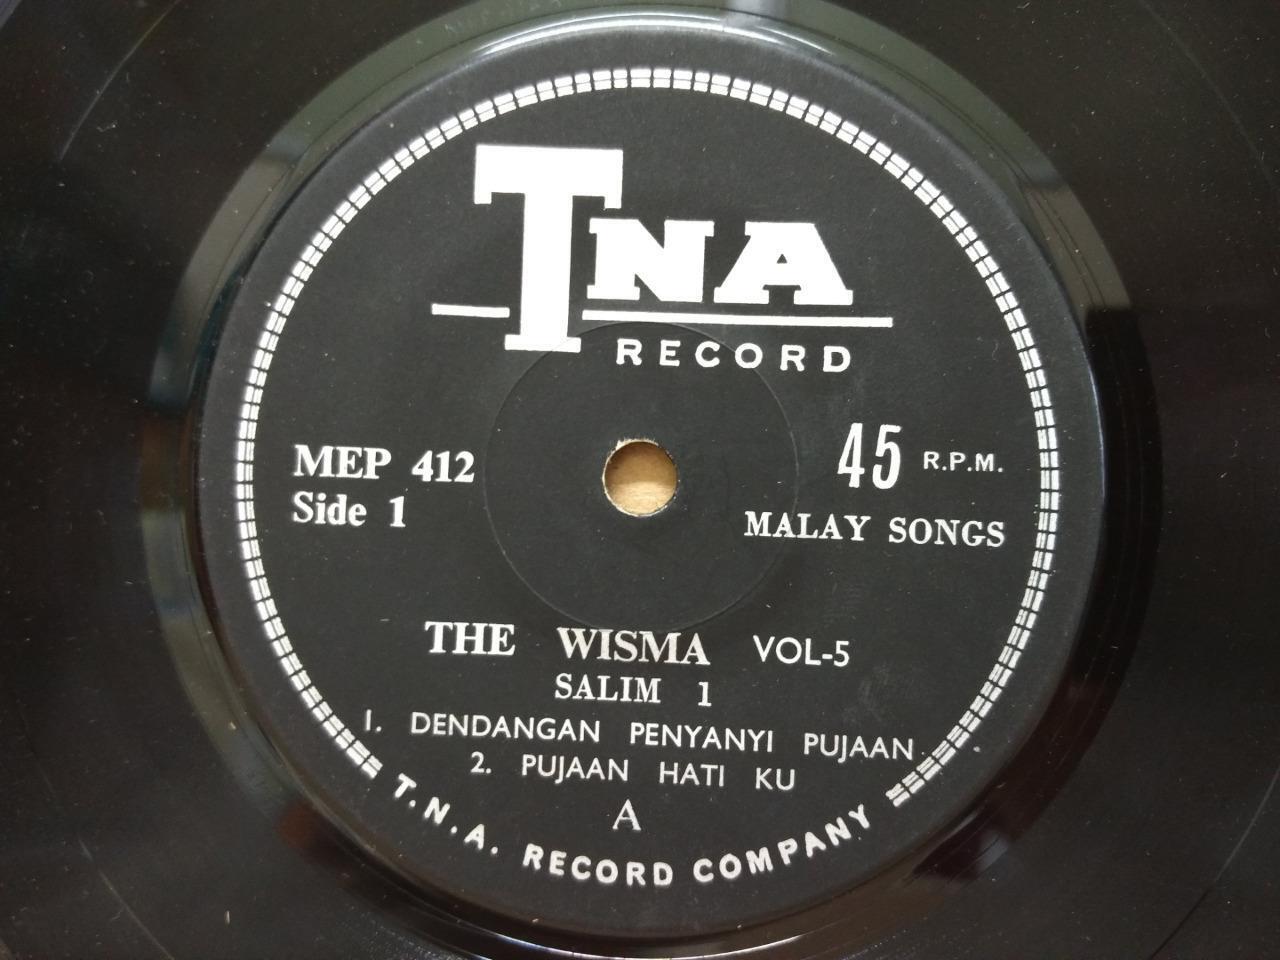 TNA
RECORD
MEP 412
Side 1
45 R.P.M.
MALAY SONGS
THE WISMA VOL-5
SALIM 1
1. DENDANGAN PENYANYI PUJAAN
2. PUJAAN HATI KU
A
T.N.A. RECORD COMPANY